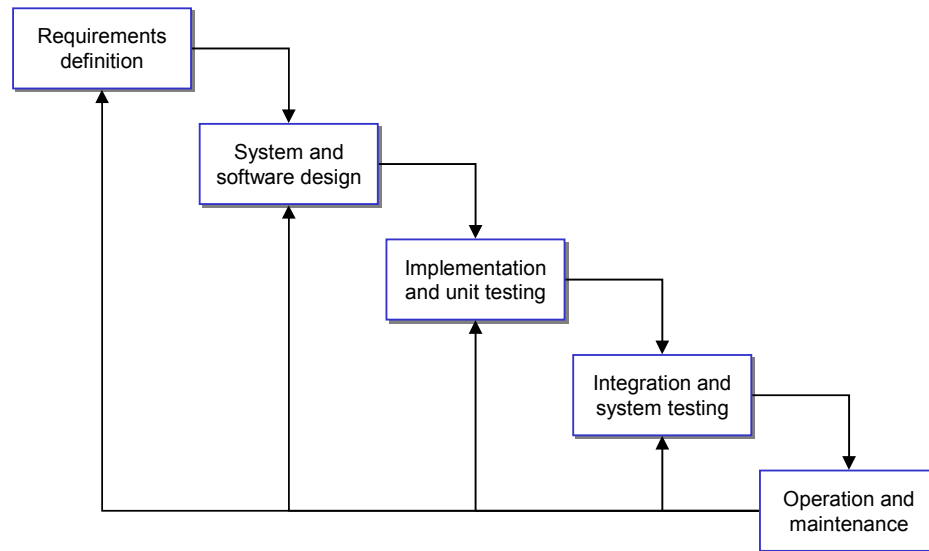 Requirements
definition
System and
software design
Implementation
and unit testing
Integration and
system testing
Operation and
maintenance